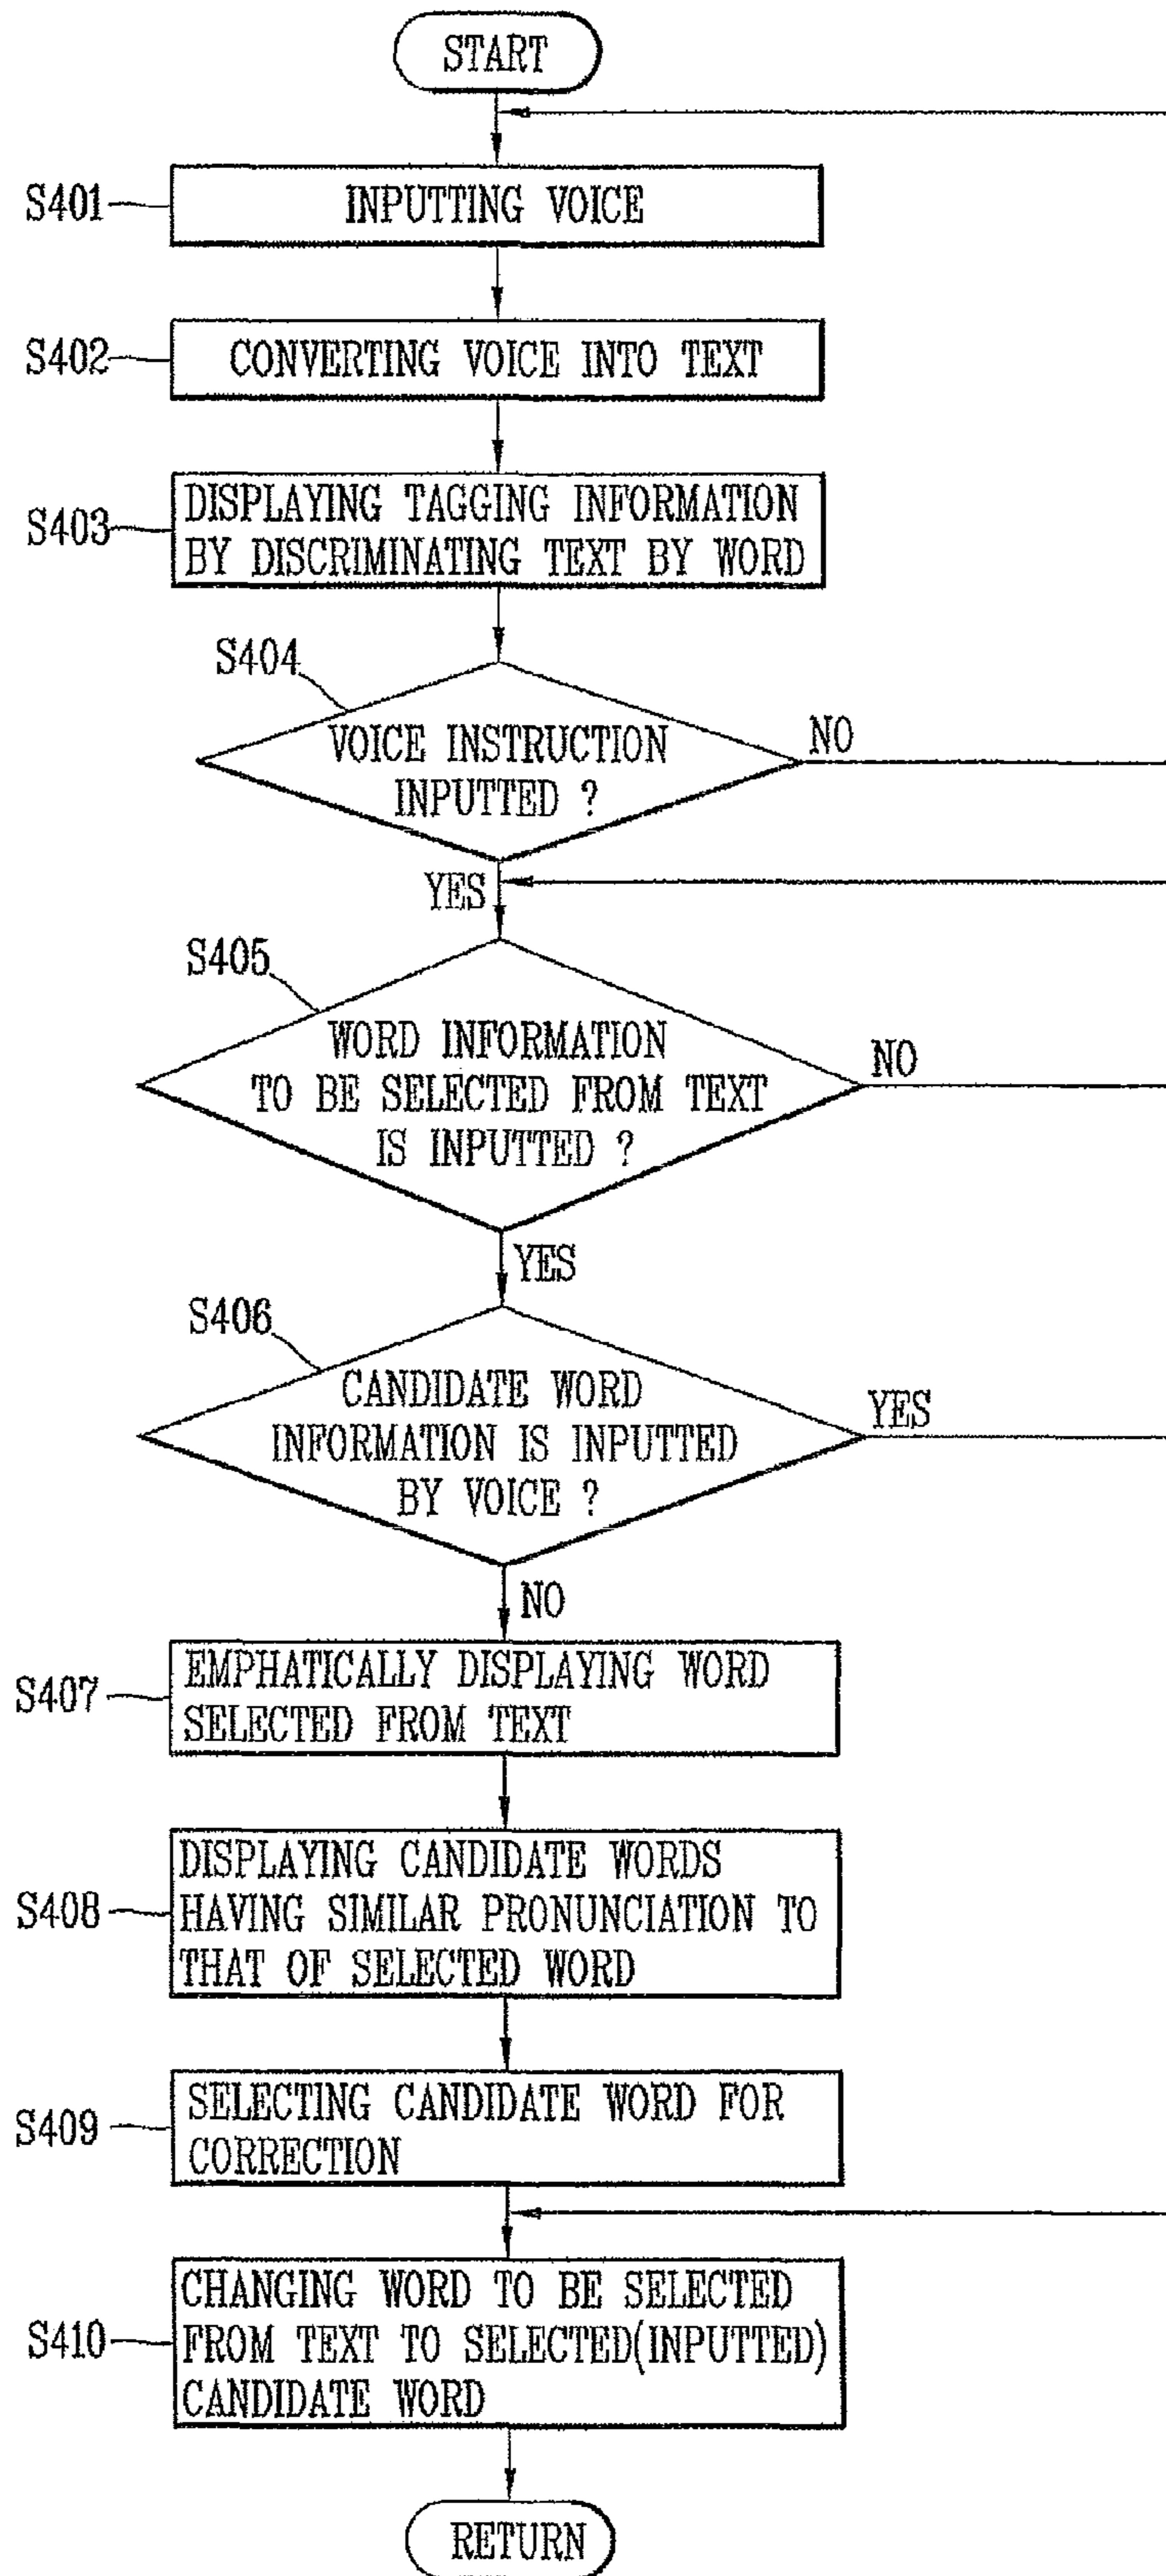 START
S401
INPUTTING VOICE
S402
CONVERTING VOICE INTO TEXT
S403
DISPLAYING TAGGING INFORMATION
BY DISCRIMINATING TEXT BY WORD
S404
VOICE INSTRUCTION
INPUTTED ?
NO
YES
S405
WORD INFORMATION
TO BE SELECTED FROM TEXT
IS INPUTTED ?
NO
YES
S406
CANDIDATE WORD
INFORMATION IS INPUTTED
BY VOICE ?
YES
NO
S407
EMPHATICALLY DISPLAYING WORD
SELECTED FROM TEXT
S408
DISPLAYING CANDIDATE WORDS
HAVING SIMILAR PRONUNCIATION TO
THAT OF SELECTED WORD
S409
SELECTING CANDIDATE WORD FOR
CORRECTION
S410
CHANGING WORD TO BE SELECTED
FROM TEXT TO SELECTED(INPUTTED)
CANDIDATE WORD
RETURN